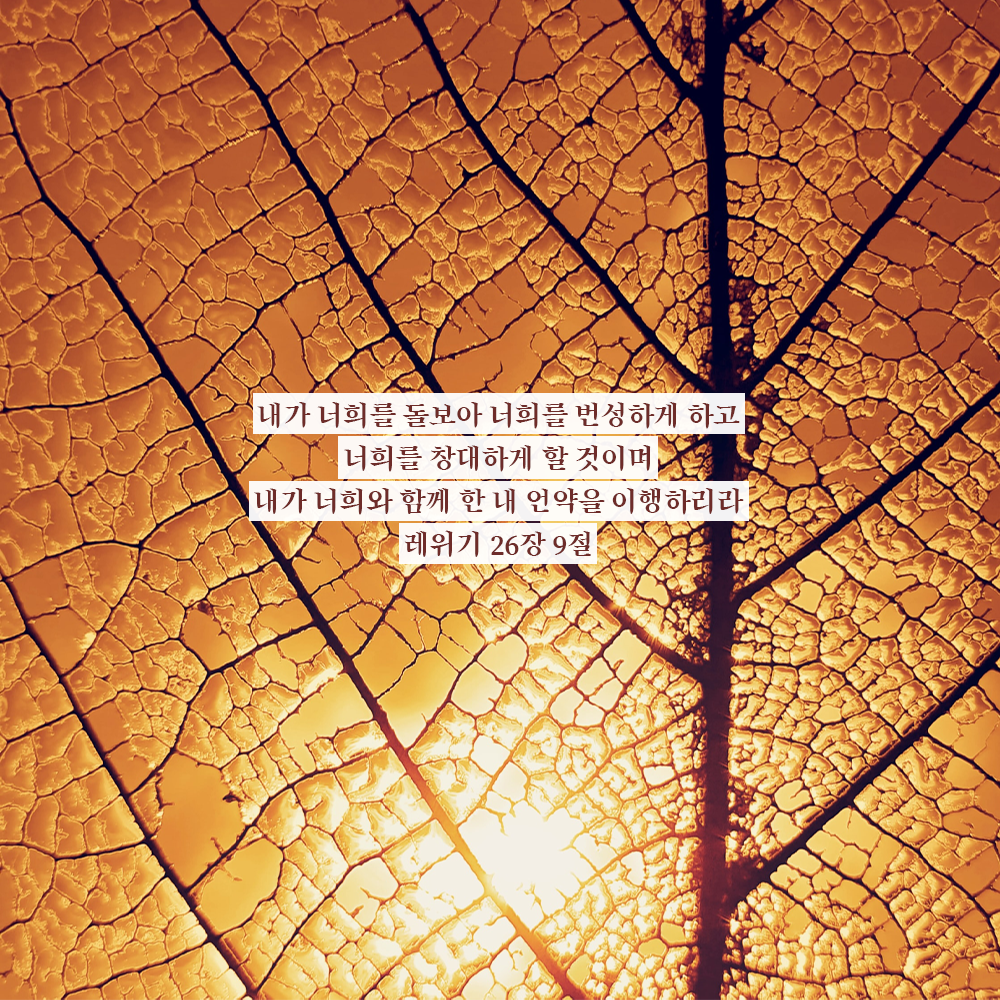 내가 너희를 돌보아 너희를 번성하게 하고
너희를 창대하게 할 것이며
내가 너희와 함께 한 내 언약을 이행하리라
레위기 26장 9절